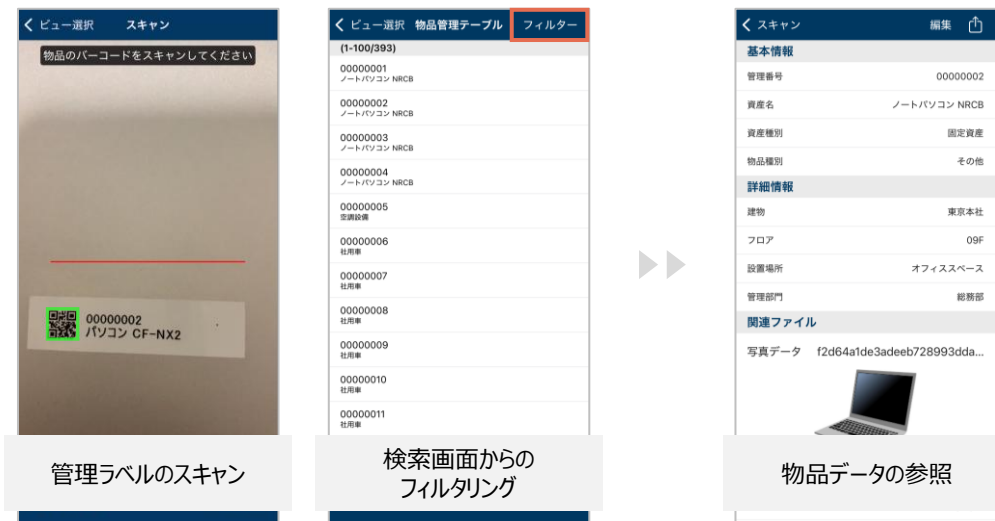 ビュー選択 スキャン
物品のバーコードをスキャンしてください
00000002
パソコン CF-NX2
管理ラベルのスキャン
ビュー選択 物品管理テーブル フィルター
(1-100/393)
00000001
ノートパソコン NRCB
00000002
ノートパソコン NRCB
00000003
ノートパソコン NRCB
00000004
ノートパソコン NRCB
00000005
空調設備
00000006
社用車
00000007
社用車
00000008
社用車
00000009
社用車
00000010
社用車
00000011
社用車
検索画面からの
フィルタリング
スキャン 編集
基本情報
管理番号 00000002
資産名 ノートパソコン NRCB
資産種別 固定資産
物品種別 その他
詳細情報
建物 東京本社
フロア 09F
設置場所 オフィススペース
管理部門 総務部
関連ファイル
写真データ f2d64a1de3adeeb728993dda...
物品データの参照